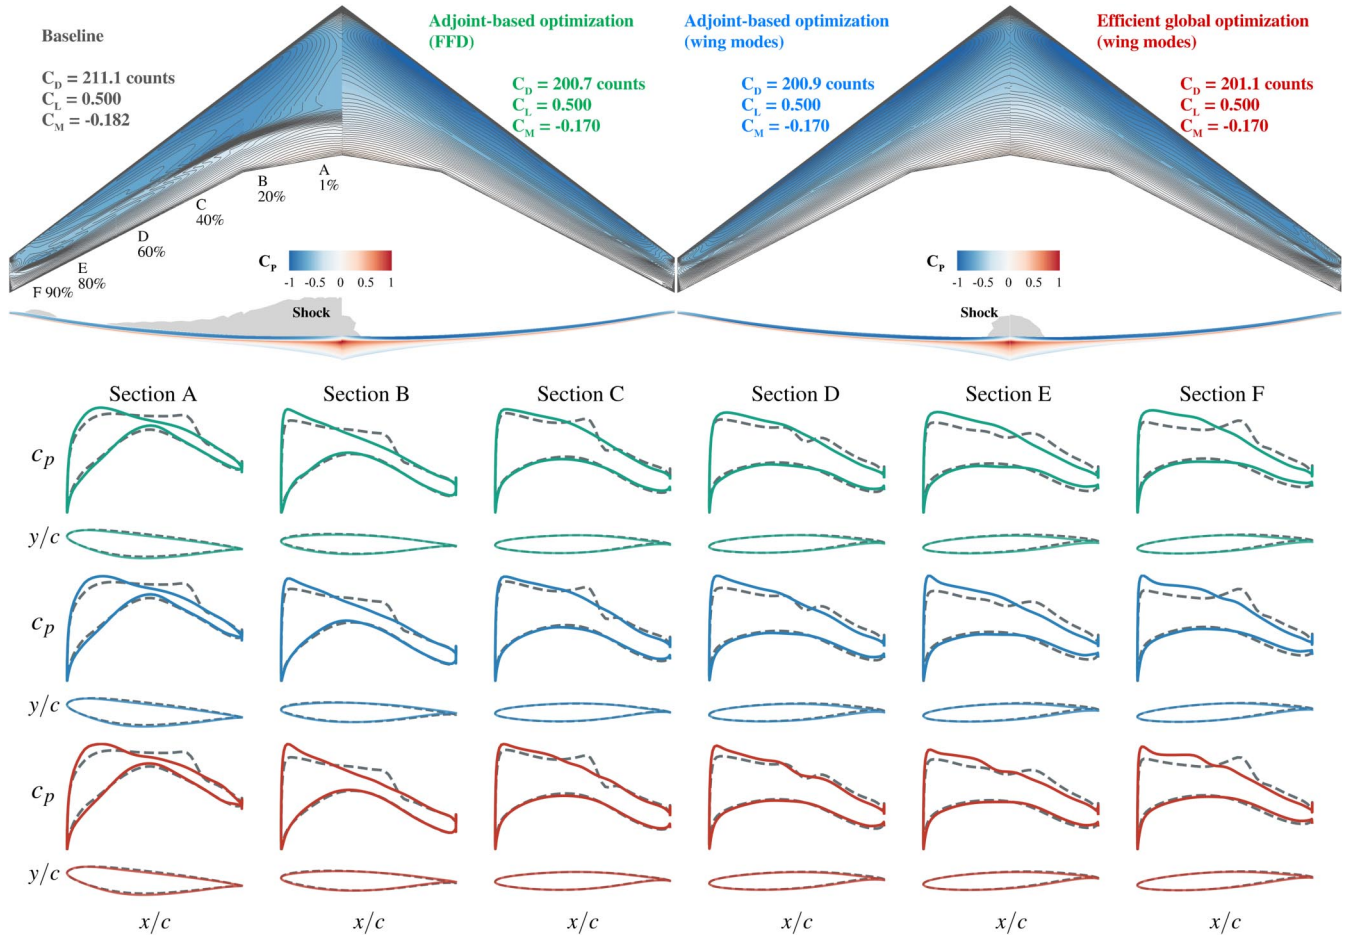 Baseline
C_D = 211.1 counts
C_L = 0.500
C_M = -0.182
Adjoint-based optimization
(FFD)
C_D = 200.7 counts
C_L = 0.500
C_M = -0.170
Adjoint-based optimization
(wing modes)
C_D = 200.9 counts
C_L = 0.500
C_M = -0.170
Efficient global optimization
(wing modes)
C_D = 201.1 counts
C_L = 0.500
C_M = -0.170
A
1%
B
20%
C
40%
D
60%
E
80%
F 90%
C_P
-1 -0.5 0 0.5 1
Shock
C_P
-1 -0.5 0 0.5 1
Shock
Section A Section B Section C Section D Section E Section F
c_p
y/c
c_p
y/c
c_p
y/c
x/c x/c x/c x/c x/c x/c